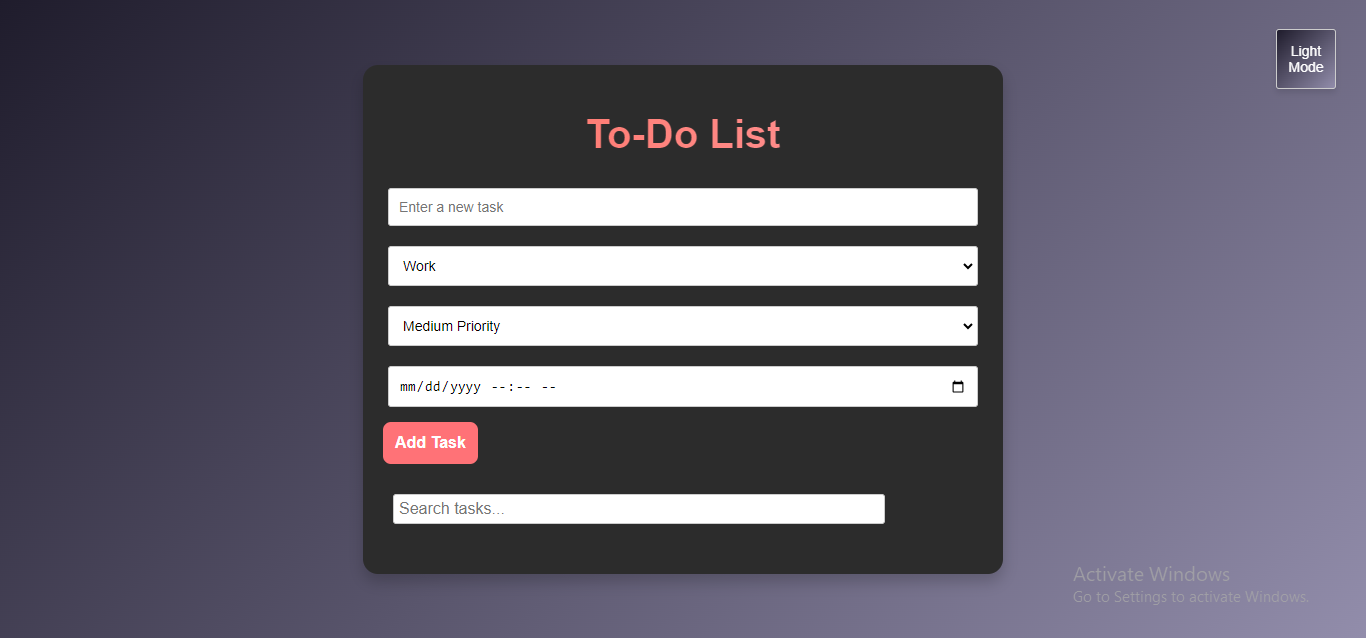 Light
Mode
To-Do List
Enter a new task
Work
Medium Priority
mm/dd/yyyy --:-- --
Add Task
Search tasks...
Activate Windows
Go to Settings to activate Windows.